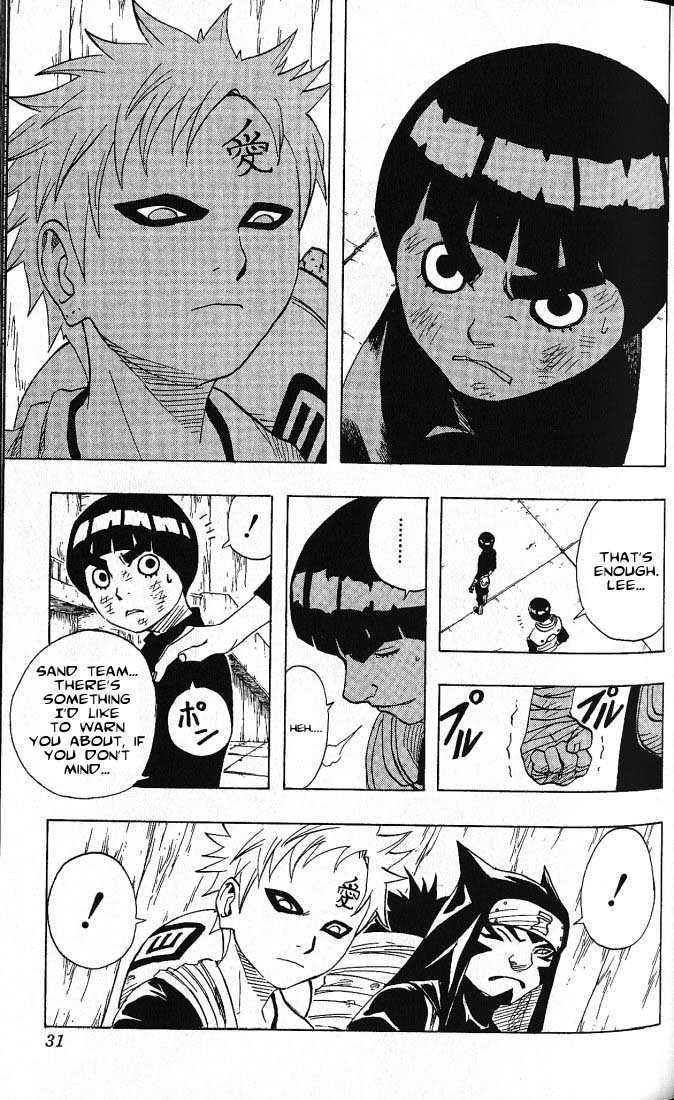 愛
THAT'S
ENOUGH.
LEE...
プル
プル
........
HEH....
!
SAND TEAM...
THERE'S
SOMETHING
I'D LIKE
TO WARN
YOU ABOUT, IF
YOU DON'T
MIND...
ポン
!
愛
!
31